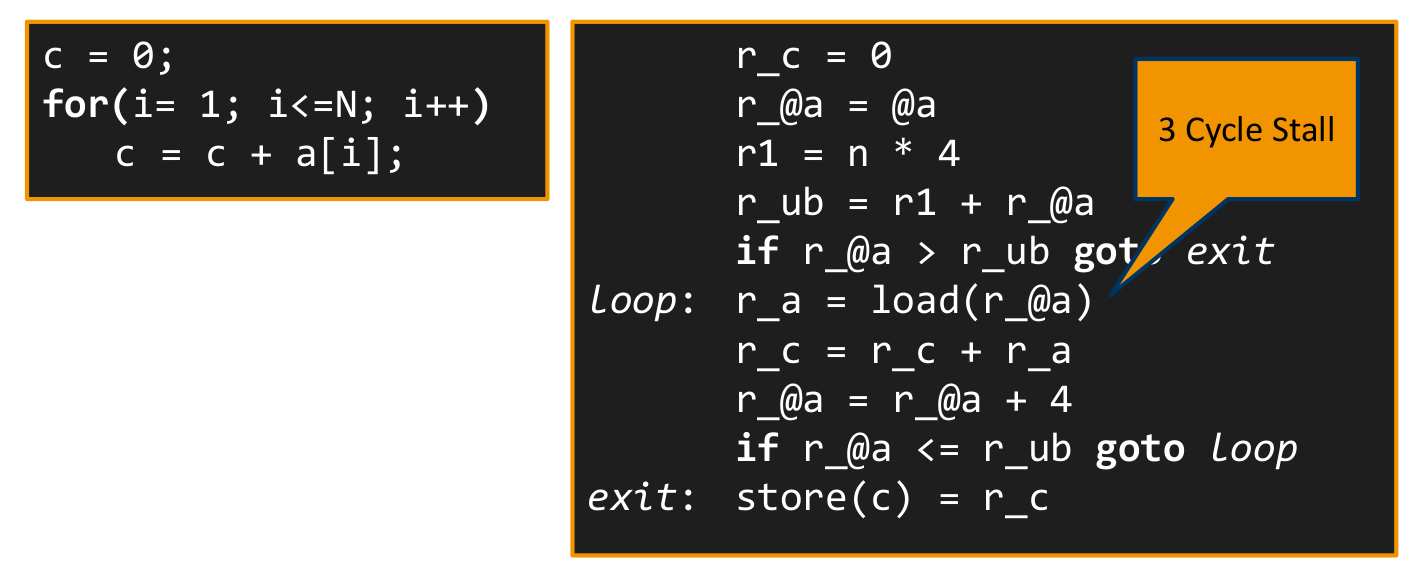 c = 0;
for(i= 1; i<=N; i++)
c = c + a[i];
r_c = 0
r_@a = @a
r1 = n * 4
r_ub = r1 + r_@a
if r_@a > r_ub goto exit
loop: r_a = load(r_@a)
r_c = r_c + r_a
r_@a = r_@a + 4
if r_@a <= r_ub goto loop
exit: store(c) = r_c
3 Cycle Stall